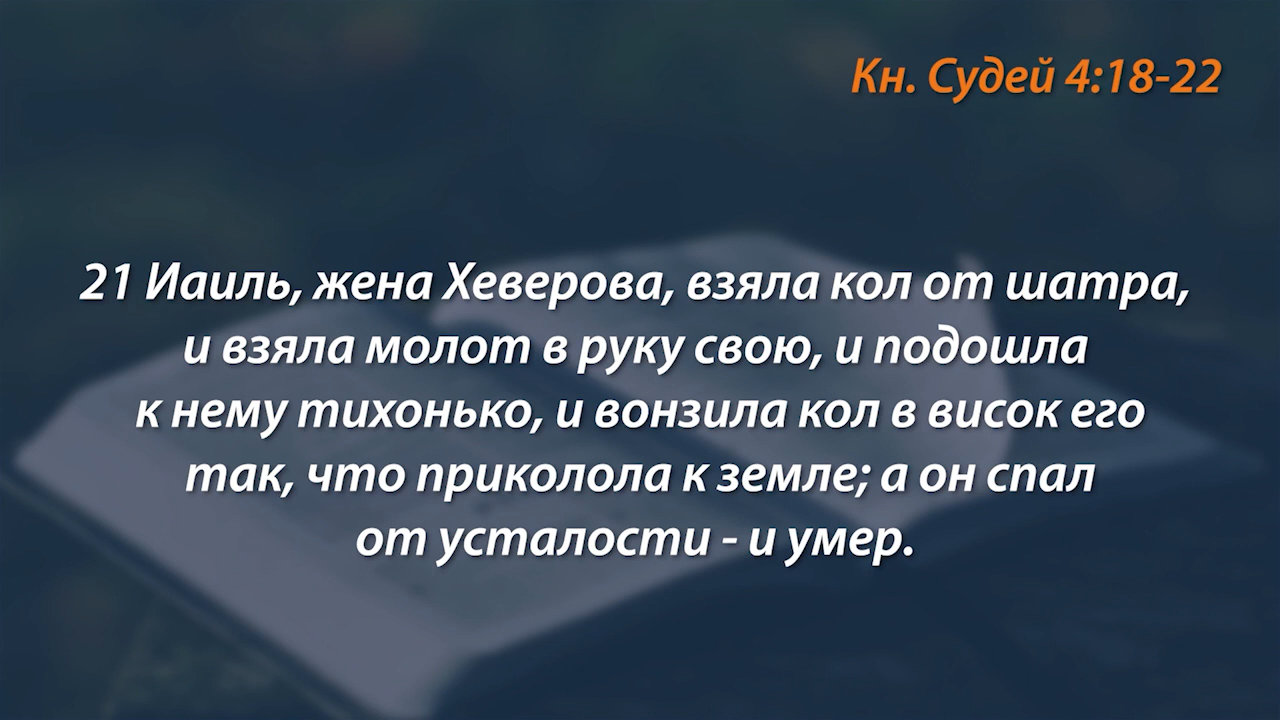 Кн. Судей 4:18-22
21 Иаиль, жена Хеверова, взяла кол от шатра,
и взяла молот в руку свою, и подошла
к нему тихонько, и вонзила кол в висок его
так, что приколола к земле; а он спал
от усталости - и умер.